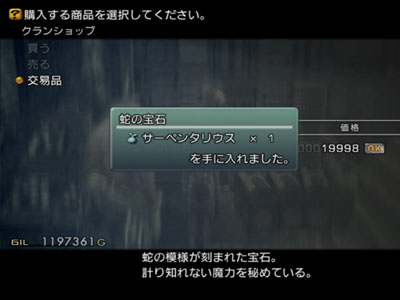 購入する商品を選択してください。
クランショップ
買う
売る
交易品
蛇の宝石
サーペンタリウス × 1
を手に入れました。
価格
00019998 OK
GIL 1197361G
蛇の模様が刻まれた宝石。
計り知れない魔力を秘めている。